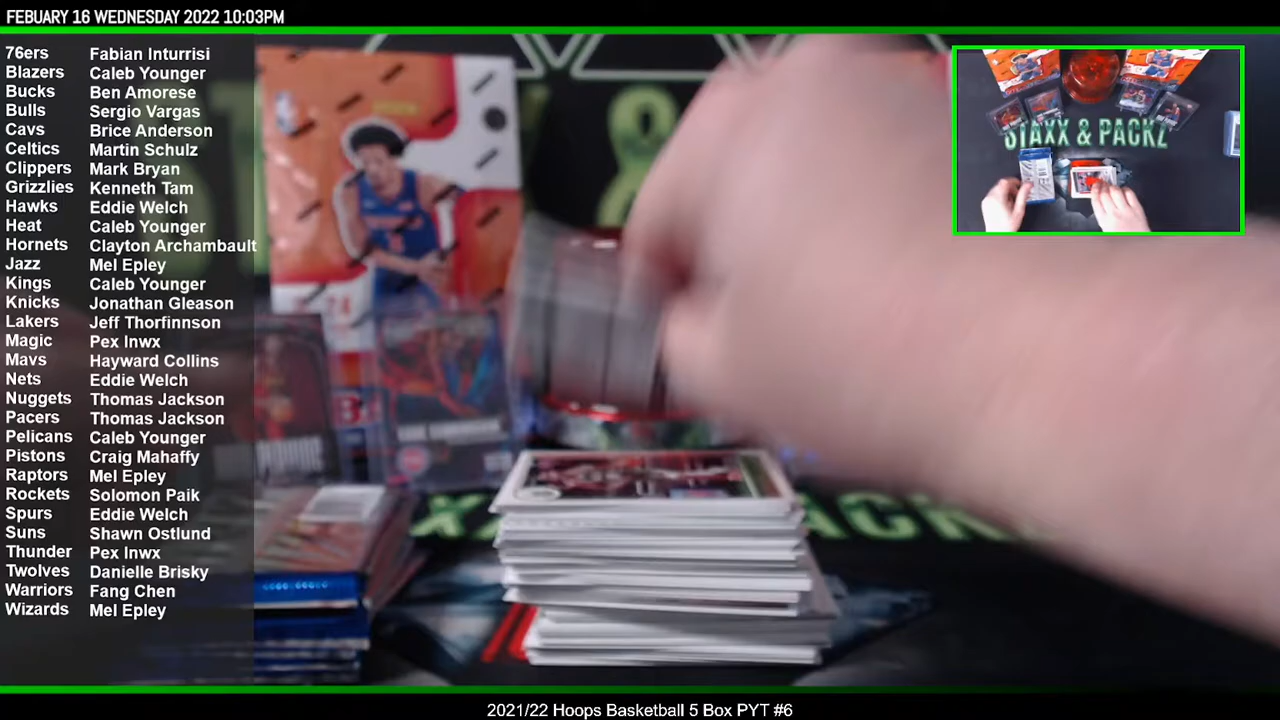 FEBUARY 16 WEDNESDAY 2022 10:03PM
76ers Fabian Inturrisi
Blazers Caleb Younger
Bucks Ben Amorese
Bulls Sergio Vargas
Cavs Brice Anderson
Celtics Martin Schulz
Clippers Mark Bryan
Grizzlies Kenneth Tam
Hawks Eddie Welch
Heat Caleb Younger
Hornets Clayton Archambault
Jazz Mel Epley
Kings Caleb Younger
Knicks Jonathan Gleason
Lakers Jeff Thorfinnson
Magic Pex Inwx
Mavs Hayward Collins
Nets Eddie Welch
Nuggets Thomas Jackson
Pacers Thomas Jackson
Pelicans Caleb Younger
Pistons Craig Mahaffy
Raptors Mel Epley
Rockets Solomon Paik
Spurs Eddie Welch
Suns Shawn Ostlund
Thunder Pex Inwx
Twolves Danielle Brisky
Warriors Fang Chen
Wizards Mel Epley
STAXX & PACKZ
2021/22 Hoops Basketball 5 Box PYT #6